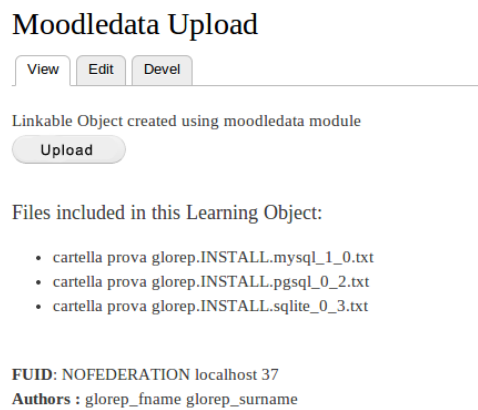 Moodledata Upload
View Edit Devel
Linkable Object created using moodledata module
Upload
Files included in this Learning Object:
• cartella prova glorep.INSTALL.mysql_1_0.txt
• cartella prova glorep.INSTALL.pgsql_0_2.txt
• cartella prova glorep.INSTALL.sqlite_0_3.txt
FUID: NOFEDERATION localhost 37
Authors : glorep_fname glorep_surname